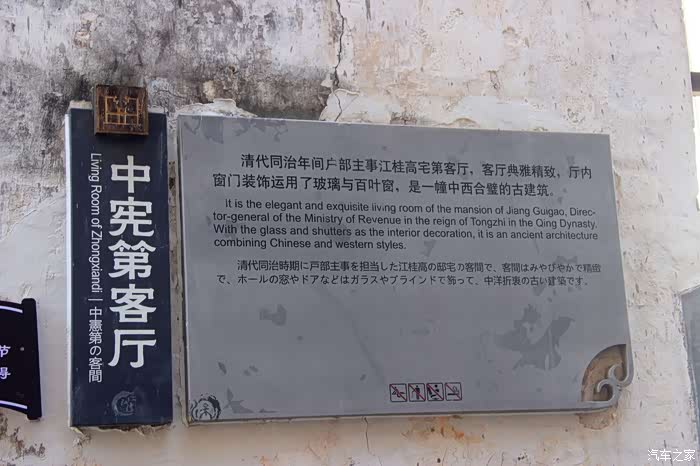 中宪第客厅
Living Room of Zhongxiandi
中憲第の客間
清代同治年间户部主事江桂高宅第客厅，客厅典雅精致，厅内
窗门装饰运用了玻璃与百叶窗，是一幢中西合璧的古建筑。
It is the elegant and exquisite living room of the mansion of Jiang Guigao, Direc-
tor-general of the Ministry of Revenue in the reign of Tongzhi in the Qing Dynasty.
With the glass and shutters as the interior decoration, it is an ancient architecture
combining Chinese and western styles.
清代同治時期に戸部主事を担当した江桂高の邸宅の客間で、客間はみやびやかで精緻
で、ホールの窓やドアなどはガラスやブラインドで飾って、中洋折衷の古い建築です。
节
得
汽车之家